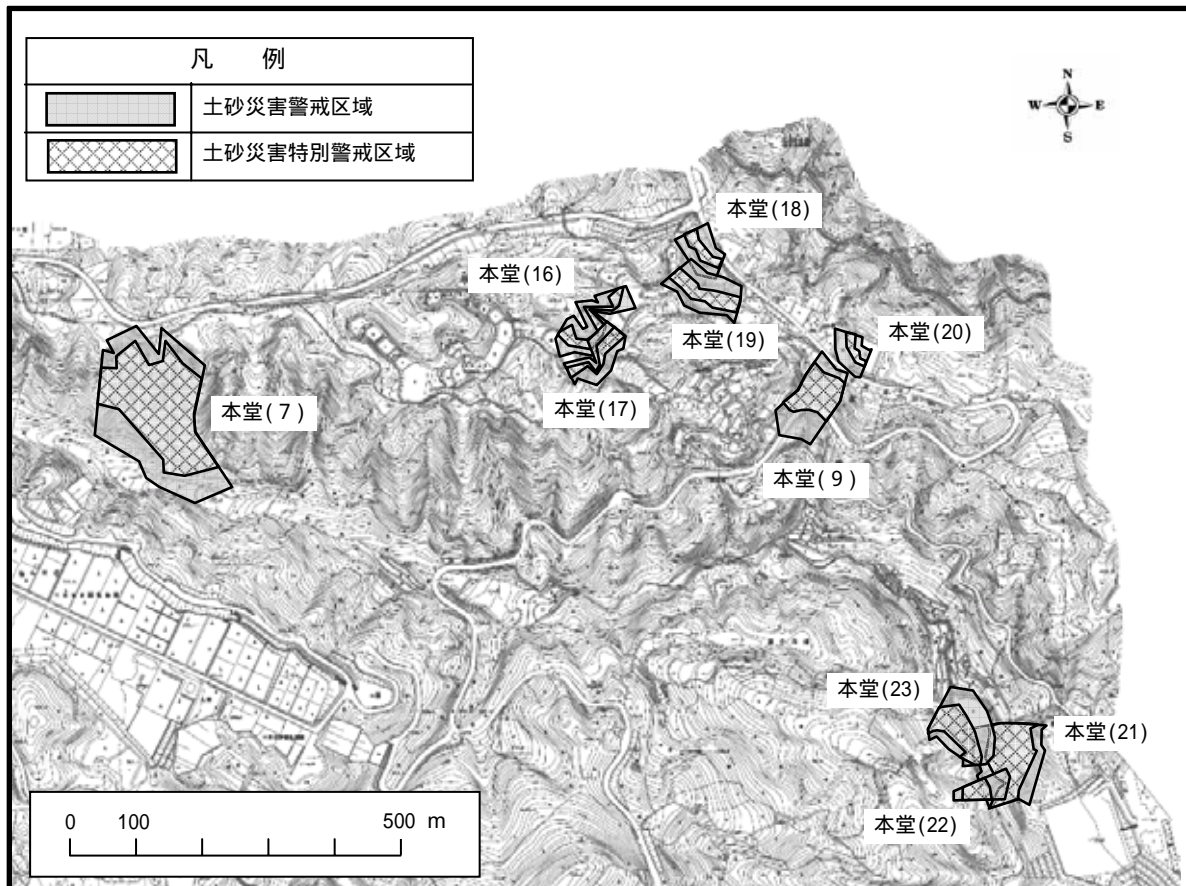 凡　例
土砂災害警戒区域
土砂災害特別警戒区域
N
W E
S
本堂(18)
本堂(16)
本堂(20)
本堂(19)
本堂(7)
本堂(17)
本堂(9)
本堂(23)
本堂(21)
本堂(22)
0 100 500 m